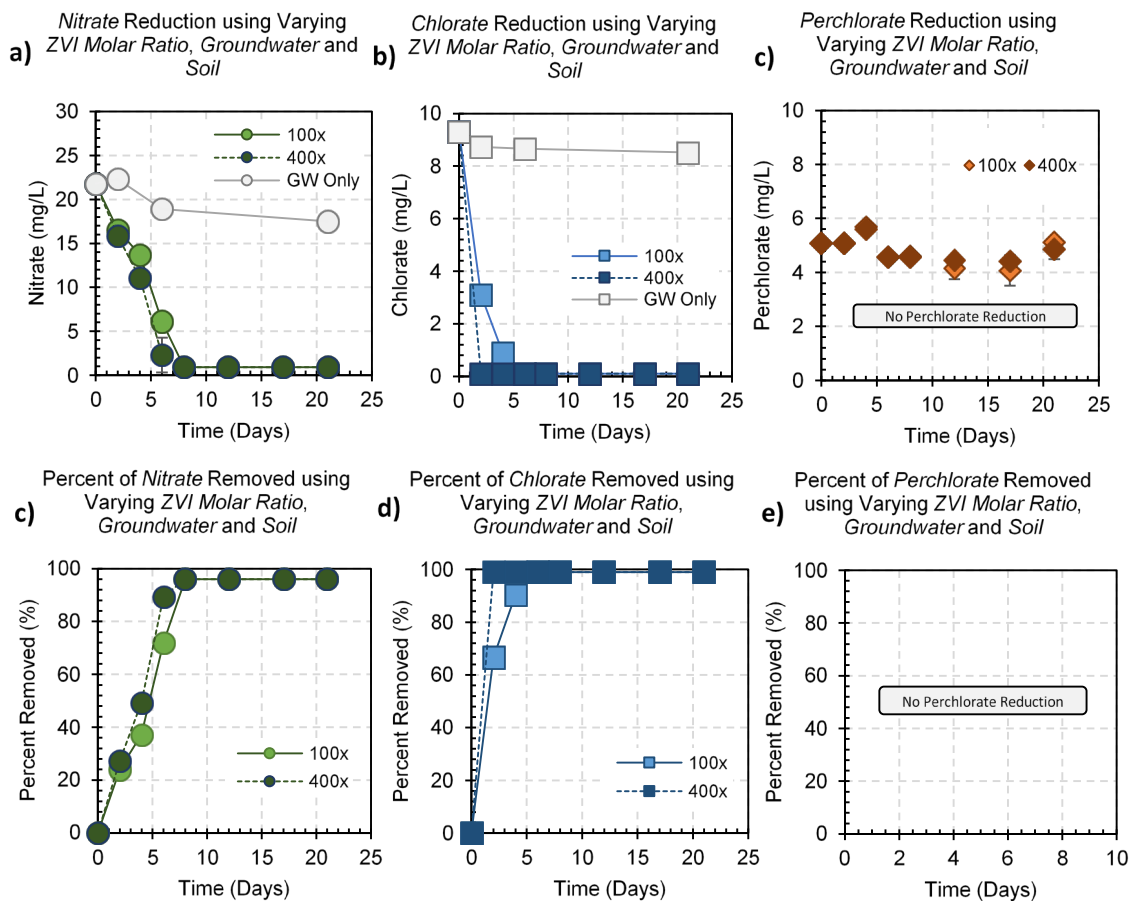 a)
Nitrate Reduction using Varying
ZVI Molar Ratio, Groundwater and
Soil
30
25
20
15
10
5
0
Nitrate (mg/L)
100x
400x
GW Only
0 5 10 15 20 25
Time (Days)
b)
Chlorate Reduction using Varying
ZVI Molar Ratio, Groundwater and
Soil
10
8
6
4
2
0
Chlorate (mg/L)
100x
400x
GW Only
0 5 10 15 20 25
Time (Days)
c)
Perchlorate Reduction using
Varying ZVI Molar Ratio,
Groundwater and Soil
10
8
6
4
2
0
Perchlorate (mg/L)
100x 400x
No Perchlorate Reduction
0 5 10 15 20 25
Time (Days)
c)
Percent of Nitrate Removed using
Varying ZVI Molar Ratio,
Groundwater and Soil
100
80
60
40
20
0
Percent Removed (%)
100x
400x
0 5 10 15 20 25
Time (Days)
d)
Percent of Chlorate Removed using
Varying ZVI Molar Ratio,
Groundwater and Soil
100
80
60
40
20
0
Percent Removed (%)
100x
400x
0 5 10 15 20 25
Time (Days)
e)
Percent of Perchlorate Removed
using Varying ZVI Molar Ratio,
Groundwater and Soil
100
80
60
40
20
0
Percent Removed (%)
No Perchlorate Reduction
0 2 4 6 8 10
Time (Days)